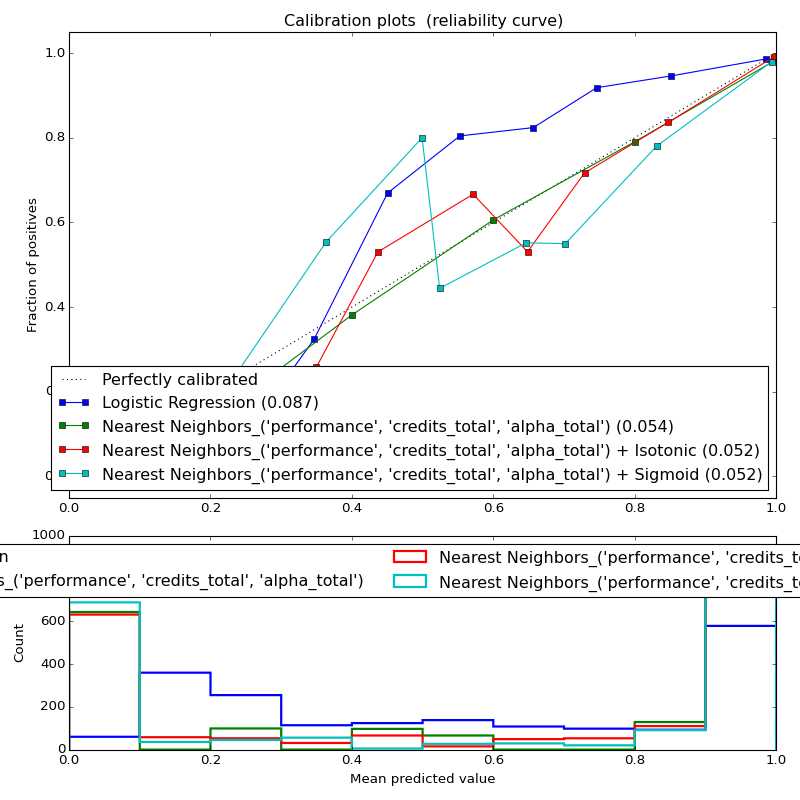 Calibration plots (reliability curve)
1.0
0.8
0.6
0.4
0
0
Fraction of positives
Perfectly calibrated
Logistic Regression (0.087)
Nearest Neighbors_('performance', 'credits_total', 'alpha_total') (0.054)
Nearest Neighbors_('performance', 'credits_total', 'alpha_total') + Isotonic (0.052)
Nearest Neighbors_('performance', 'credits_total', 'alpha_total') + Sigmoid (0.052)
0.0 0.2 0.4 0.6 0.8 1.0
1000
n
Nearest Neighbors_('performance', 'credits_to
s_('performance', 'credits_total', 'alpha_total')
Nearest Neighbors_('performance', 'credits_to
600
400
200
0
Count
0.0 0.2 0.4 0.6 0.8 1.0
Mean predicted value